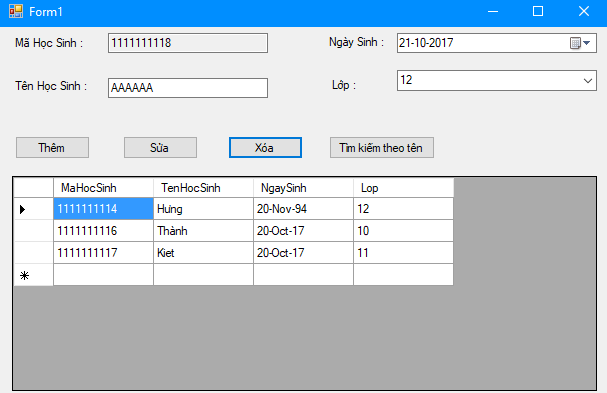 Form1
Mã Học Sinh : 1111111118 Ngày Sinh : 21-10-2017
Tên Học Sinh : AAAAAA Lớp : 12
Thêm Sửa Xóa Tìm kiếm theo tên
MaHocSinh TenHocSinh NgaySinh Lop
1111111114 Hưng 20-Nov-94 12
1111111116 Thành 20-Oct-17 10
1111111117 Kiet 20-Oct-17 11